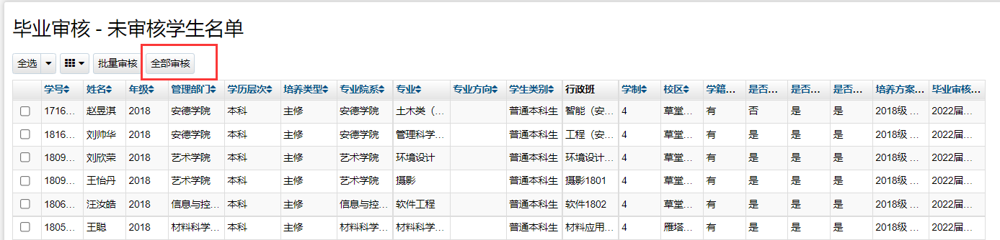 毕业审核 - 未审核学生名单
全选 批量审核 全部审核
学号 姓名 年级 管理部门 学历层次 培养类型 专业院系 专业 专业方向 学生类别 行政班 学制 校区 学籍... 是否... 是否... 是否... 培养方案... 毕业审核...
1716... 赵昱淇 2018 安德学院 本科 主修 安德学院 土木类（... 普通本科生 智能（安... 4 草堂... 有 否 是 是 2018级 ... 2022届...
1816... 刘帅华 2018 安德学院 本科 主修 安德学院 管理科学... 普通本科生 工程（安... 4 草堂... 有 是 是 是 2018级 ... 2022届...
1809... 刘欣荣 2018 艺术学院 本科 主修 艺术学院 环境设计 普通本科生 环境设计... 4 草堂... 有 是 是 是 2018级 ... 2022届...
1809... 王怡丹 2018 艺术学院 本科 主修 艺术学院 摄影 普通本科生 摄影1801 4 草堂... 有 是 是 是 2018级 ... 2022届...
1806... 汪汝皓 2018 信息与控... 本科 主修 信息与控... 软件工程 普通本科生 软件1802 4 草堂... 有 是 是 是 2018级 ... 2022届...
1805... 王聪 2018 材料科学... 本科 主修 材料科学... 材料科学... 普通本科生 材料应用... 4 雁塔... 有 是 是 是 2018级 ... 2022届...